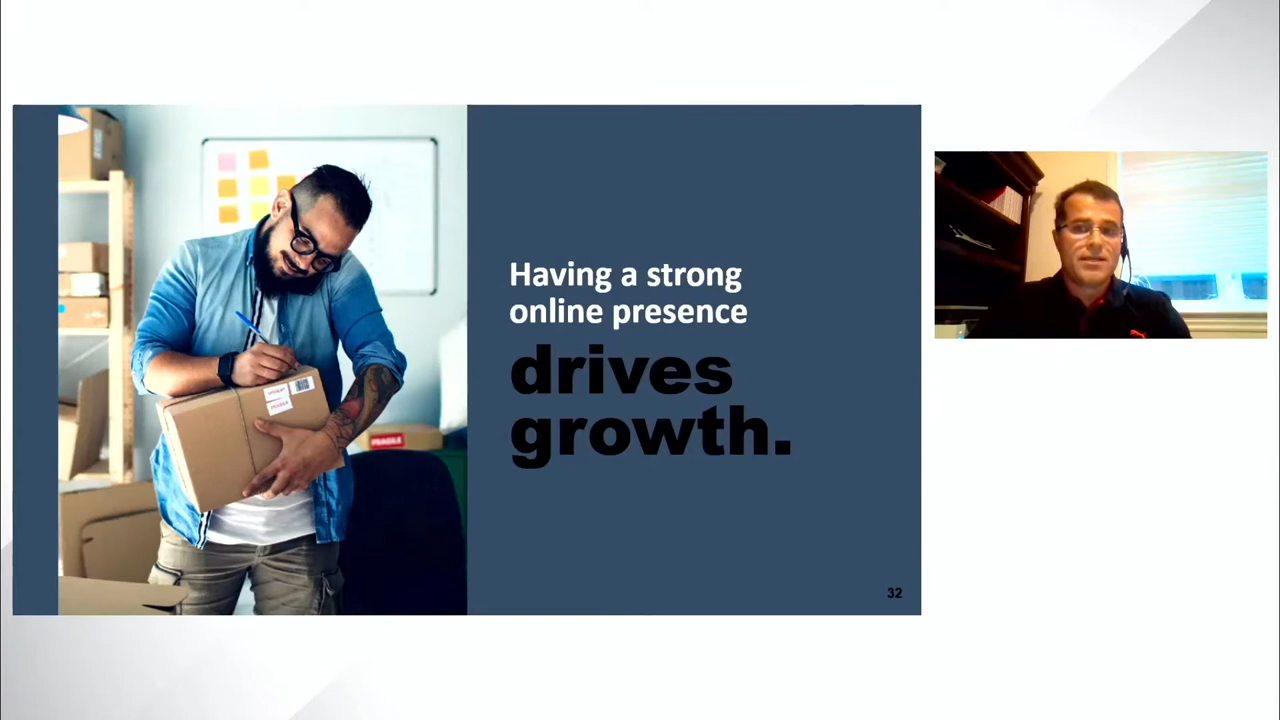 Having a strong
online presence
drives
growth.
FRAGILE
32